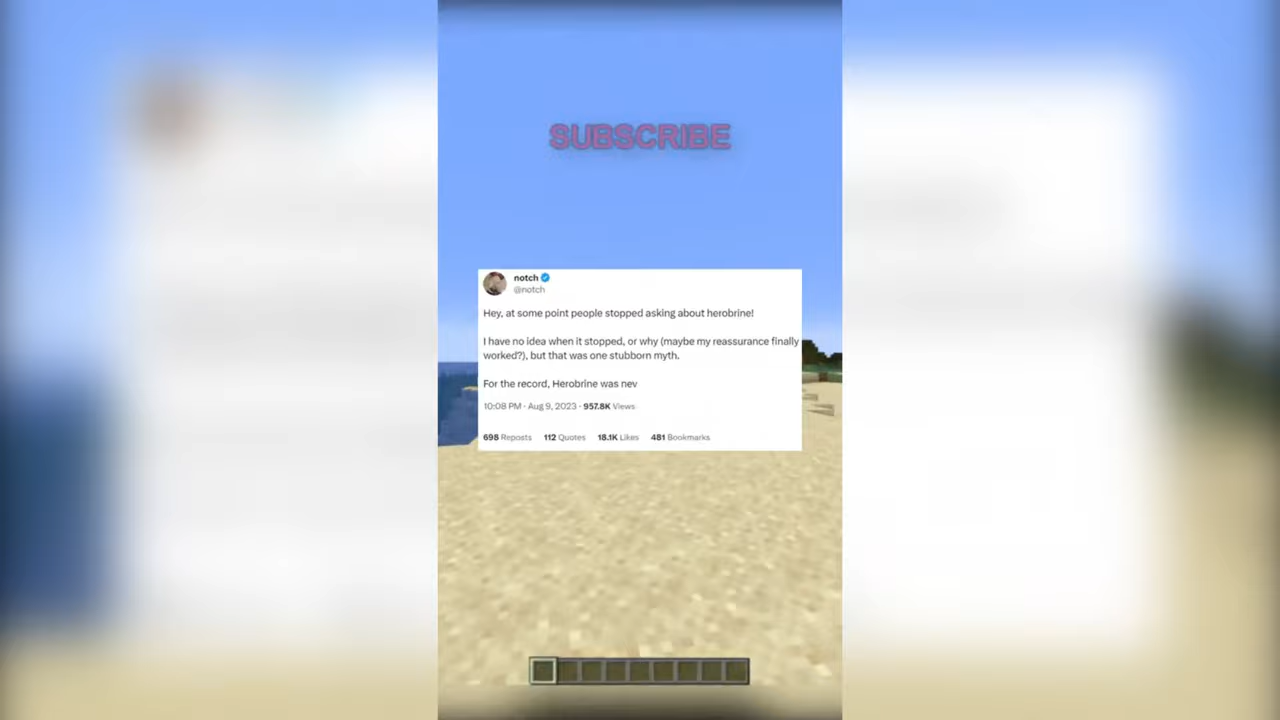 SUBSCRIBE
notch
@notch
Hey, at some point people stopped asking about herobrine!
I have no idea when it stopped, or why (maybe my reassurance finally
worked?), but that was one stubborn myth.
For the record, Herobrine was nev
10:08 PM · Aug 9, 2023 · 957.8K Views
698 Reposts 112 Quotes 18.1K Likes 481 Bookmarks